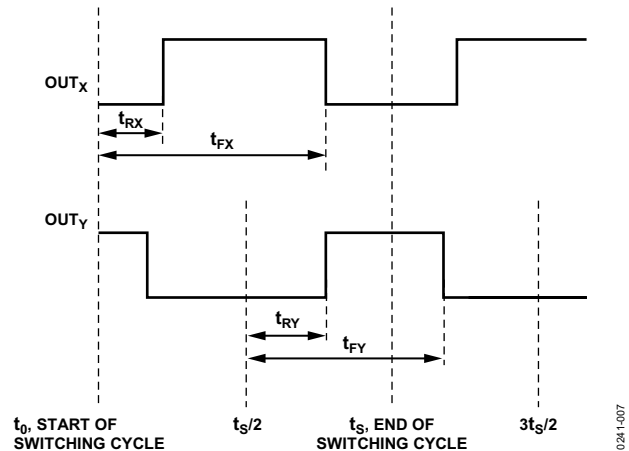 OUTX
tRX
tFX
OUTY
tRY
tFY
t0, START OF
SWITCHING CYCLE
tS/2
tS, END OF
SWITCHING CYCLE
3tS/2
0241-007